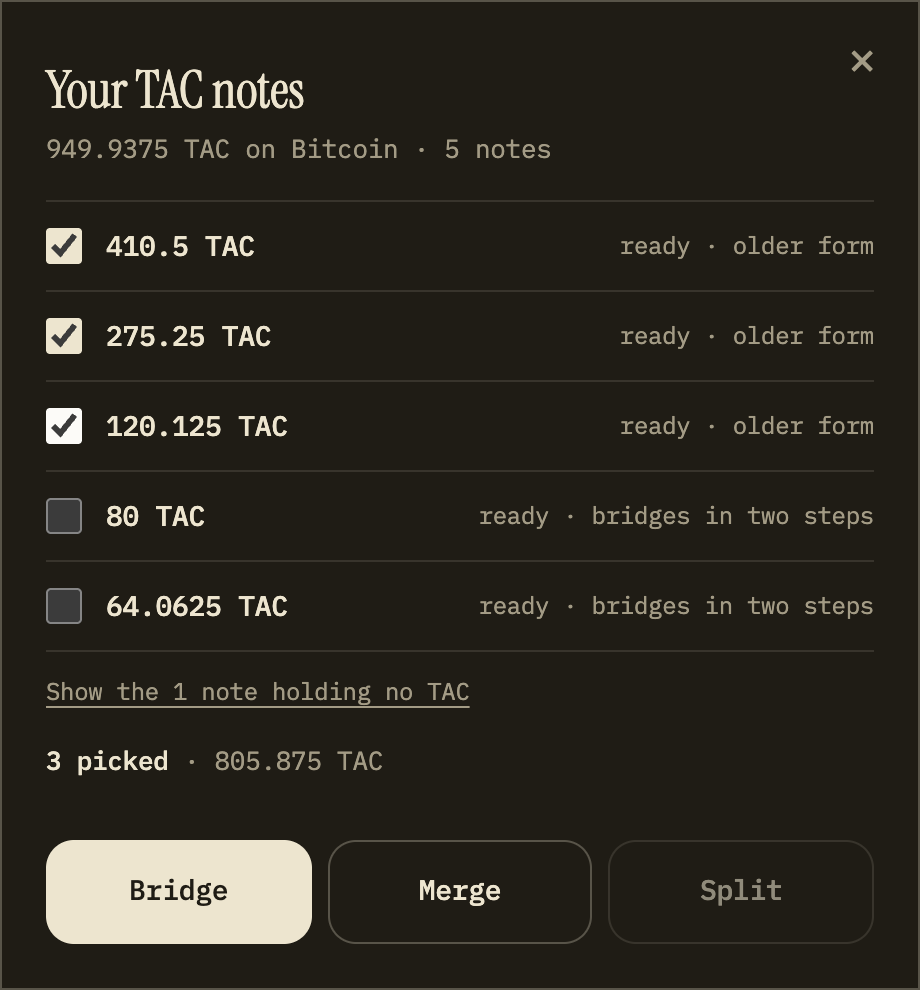 Your TAC notes
949.9375 TAC on Bitcoin · 5 notes
410.5 TAC ready · older form
275.25 TAC ready · older form
120.125 TAC ready · older form
80 TAC ready · bridges in two steps
64.0625 TAC ready · bridges in two steps
Show the 1 note holding no TAC
3 picked · 805.875 TAC
Bridge Merge Split